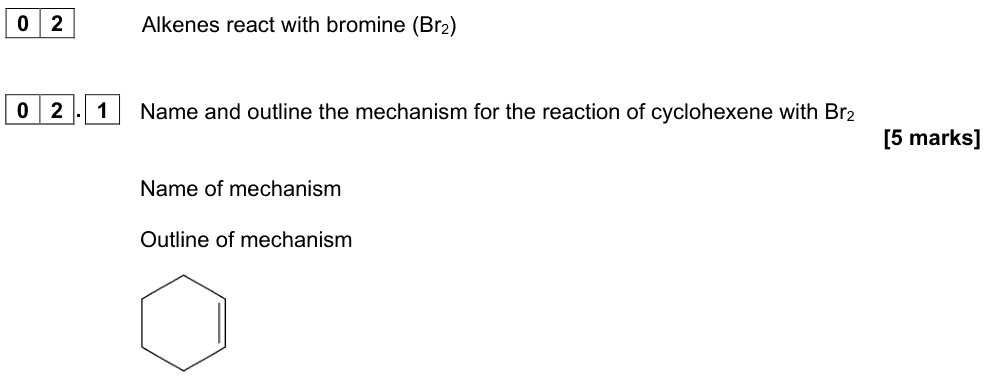 0 2 Alkenes react with bromine (Br₂)
0 2 . 1 Name and outline the mechanism for the reaction of cyclohexene with Br₂
[5 marks]
Name of mechanism
Outline of mechanism